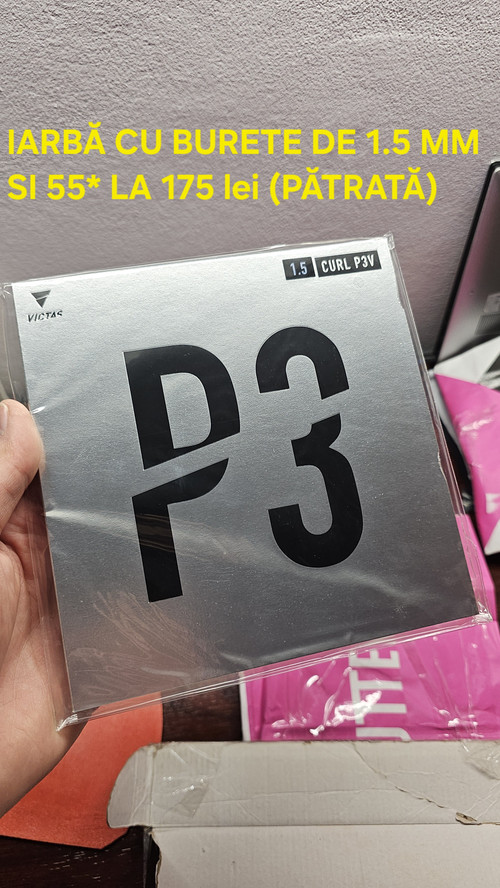 IARBĂ CU BURETE DE 1.5 MM
SI 55* LA 175 lei (PĂTRATĂ)
1.5 CURL P3V
VICTAS
P3